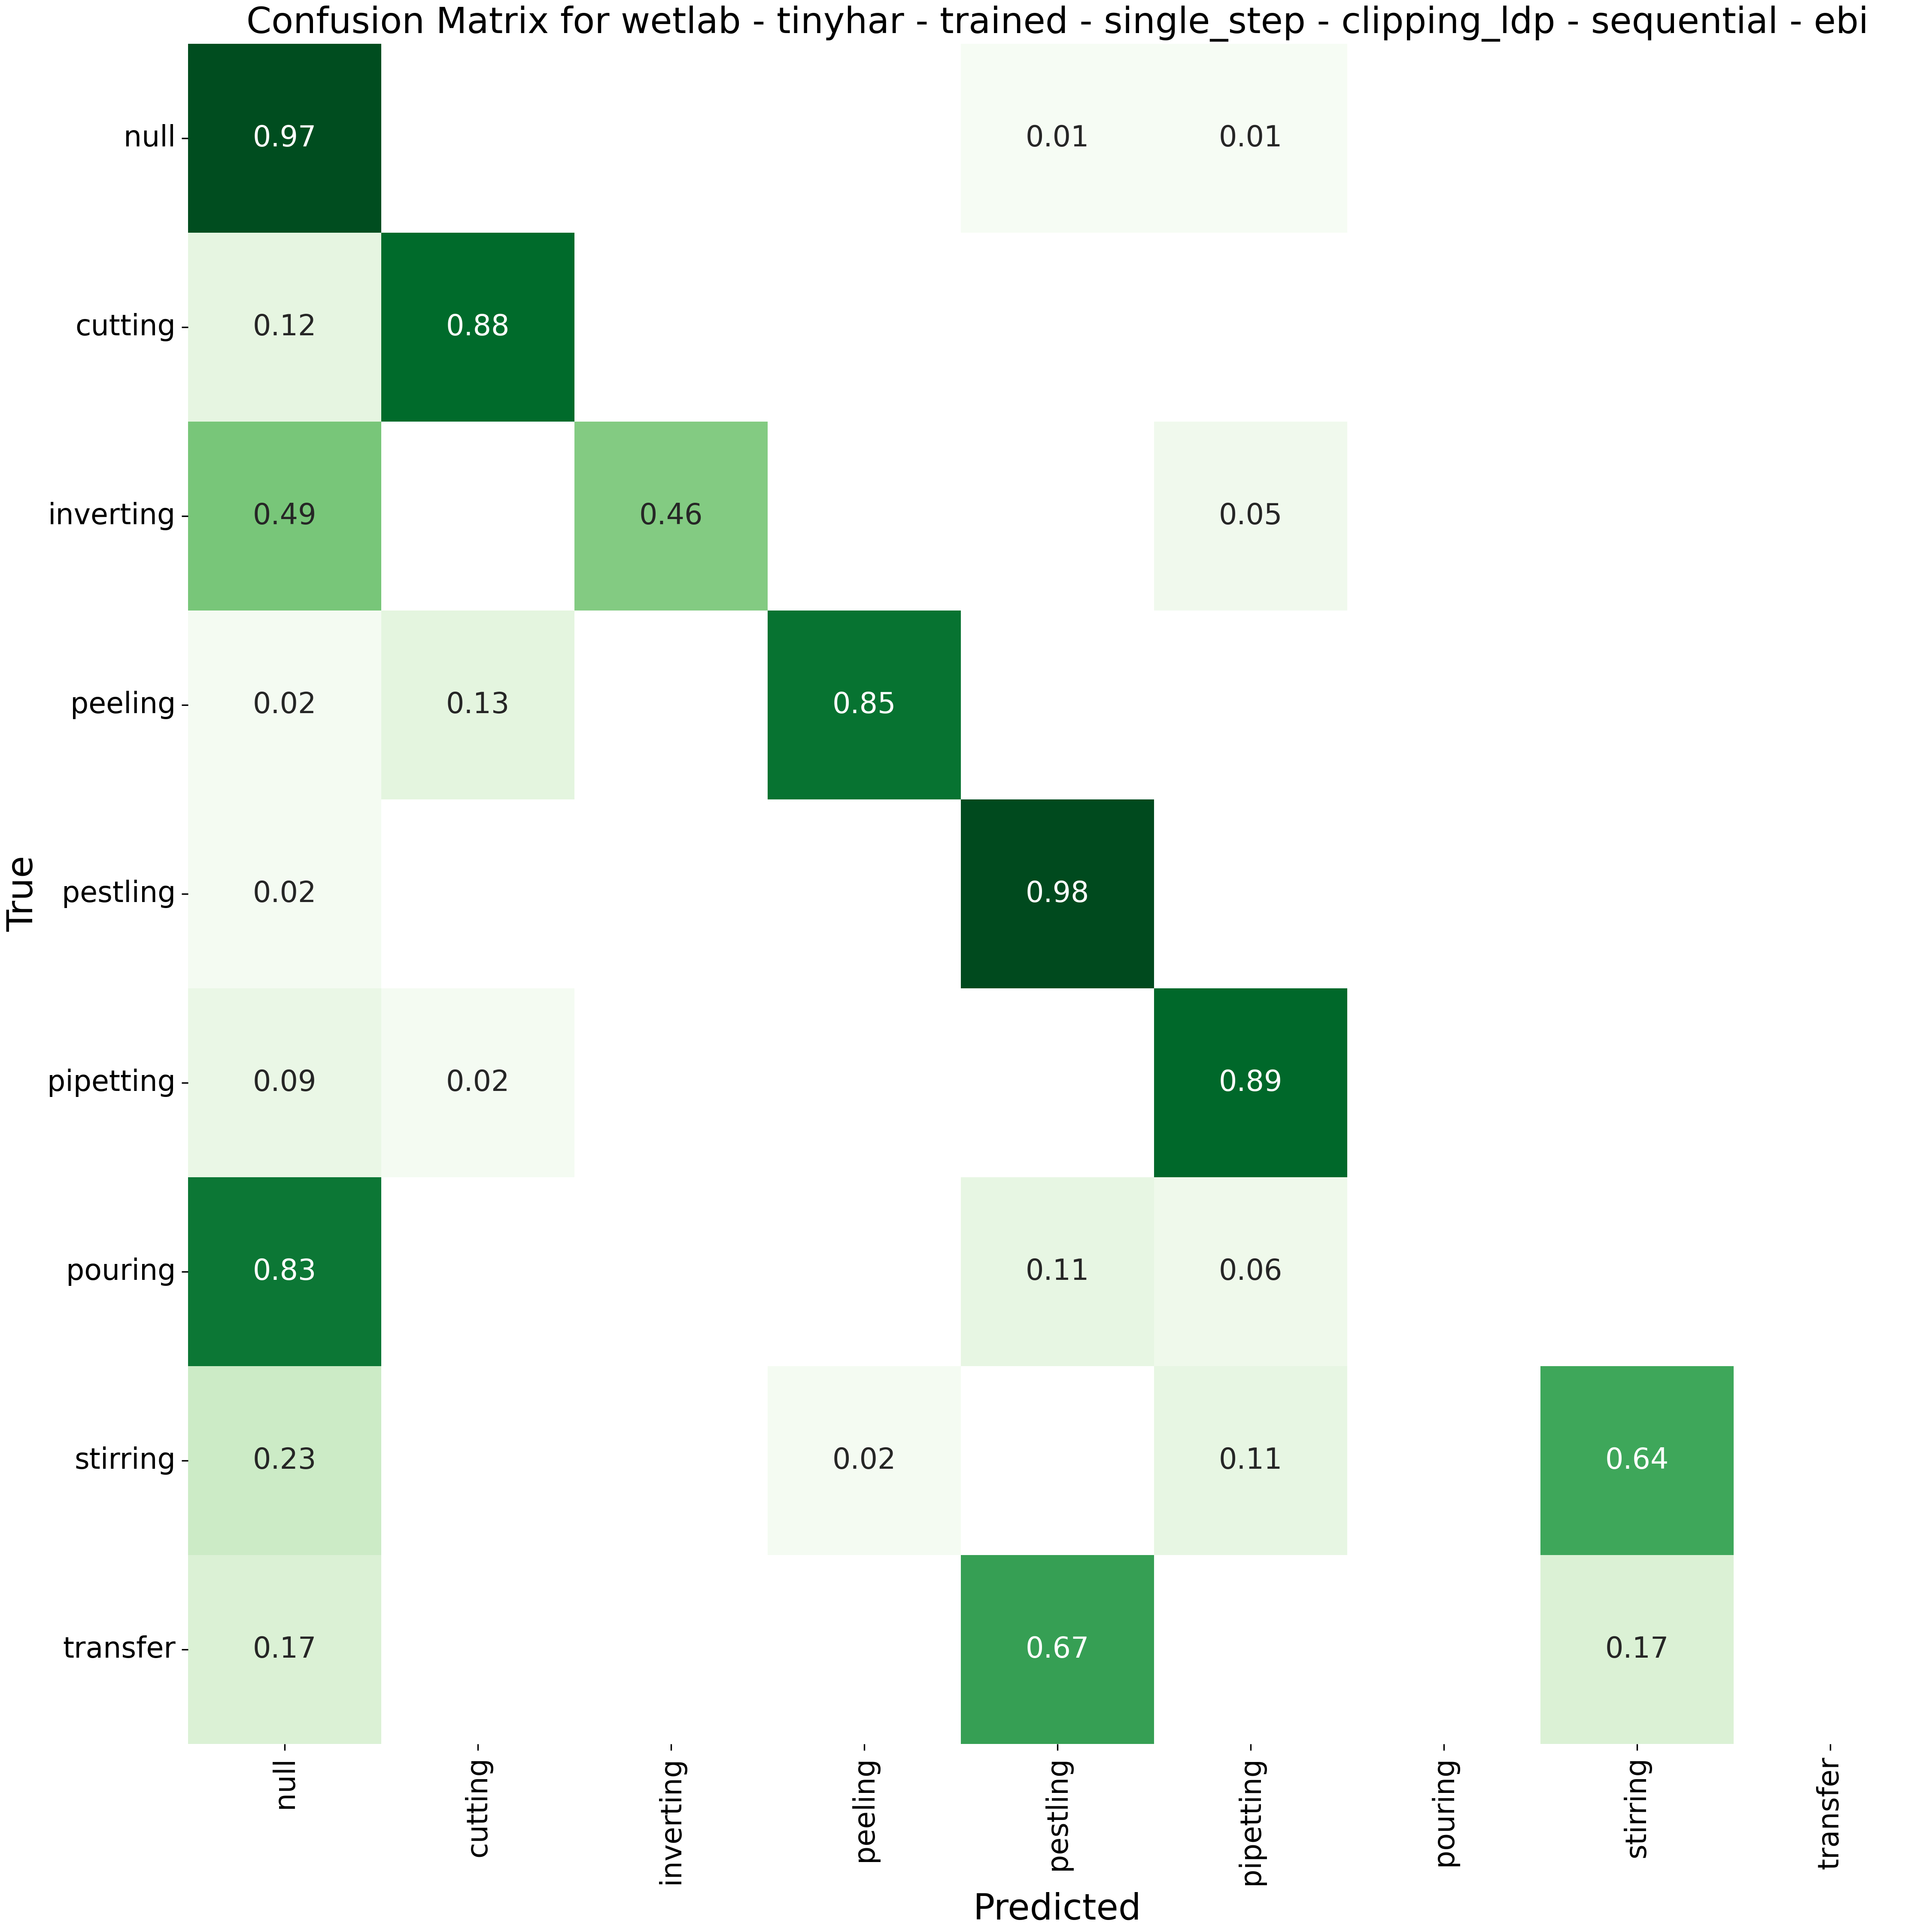 Confusion Matrix for wetlab - tinyhar - trained - single_step - clipping_ldp - sequential - ebi
null 0.97 0.01 0.01
cutting 0.12 0.88
inverting 0.49 0.46 0.05
peeling 0.02 0.13 0.85
pestling 0.02 0.98
pipetting 0.09 0.02 0.89
pouring 0.83 0.11 0.06
stirring 0.23 0.02 0.11 0.64
transfer 0.17 0.67 0.17
True
null cutting inverting peeling pestling pipetting pouring stirring transfer
Predicted